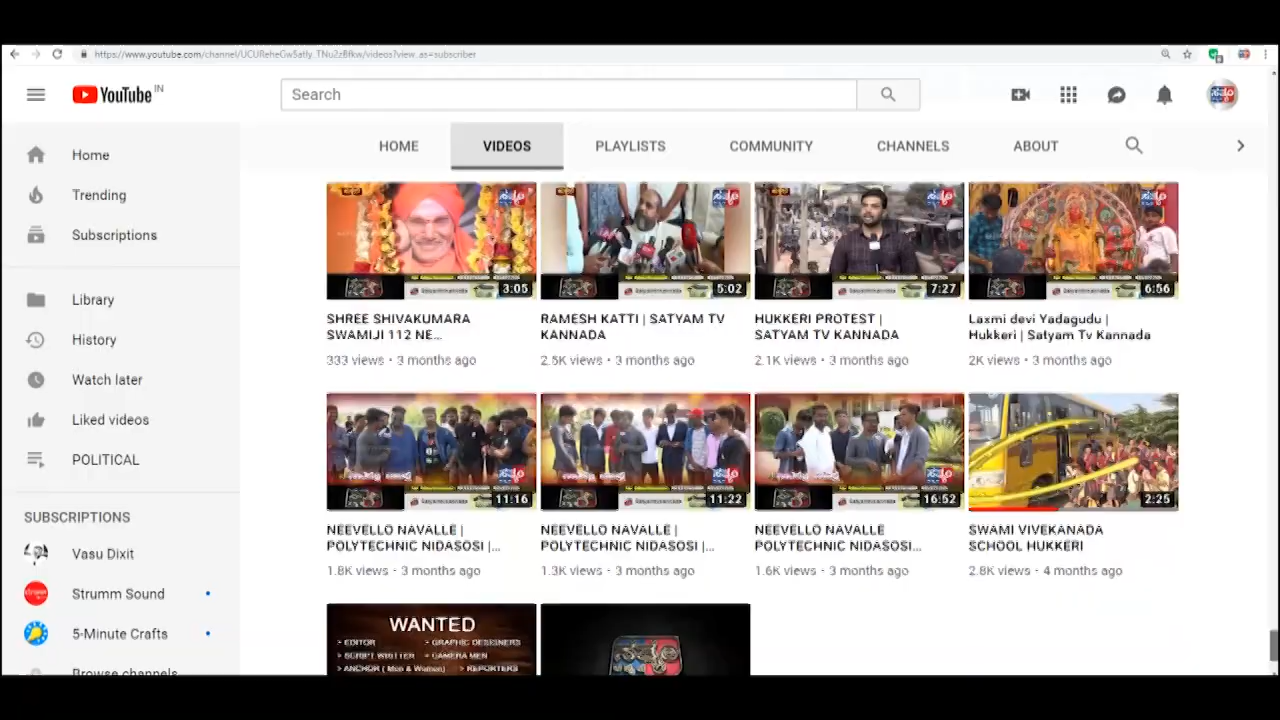 YouTube IN
Search
HOME VIDEOS PLAYLISTS COMMUNITY CHANNELS ABOUT
Home
Trending
Subscriptions
Library
History
Watch later
Liked videos
POLITICAL
SUBSCRIPTIONS
Vasu Dixit
Strumm Sound
5-Minute Crafts
Browse channels
3:05 5:02 7:27 6:56
SHREE SHIVAKUMARA
SWAMIJI 112 NE...
333 views • 3 months ago
RAMESH KATTI | SATYAM TV
KANNADA
2.5K views • 3 months ago
HUKKERI PROTEST |
SATYAM TV KANNADA
2.1K views • 3 months ago
Laxmi devi Yadagudu |
Hukkeri | Satyam Tv Kannada
2K views • 3 months ago
11:16 11:22 16:52 2:25
NEEVELLO NAVALLE |
POLYTECHNIC NIDASOSI |...
1.8K views • 3 months ago
NEEVELLO NAVALLE |
POLYTECHNIC NIDASOSI |...
1.3K views • 3 months ago
NEEVELLO NAVALLE
POLYTECHNIC NIDASOSI...
1.6K views • 3 months ago
SWAMI VIVEKANADA
SCHOOL HUKKERI
2.8K views • 4 months ago
WANTED
> EDITOR > GRAPHIC DESIGNERS
> SCRIPT WRITTER > CAMERA MEN
> ANCHOR ( Men & Women) > REPORTERS
ಸತ್ಯಂ